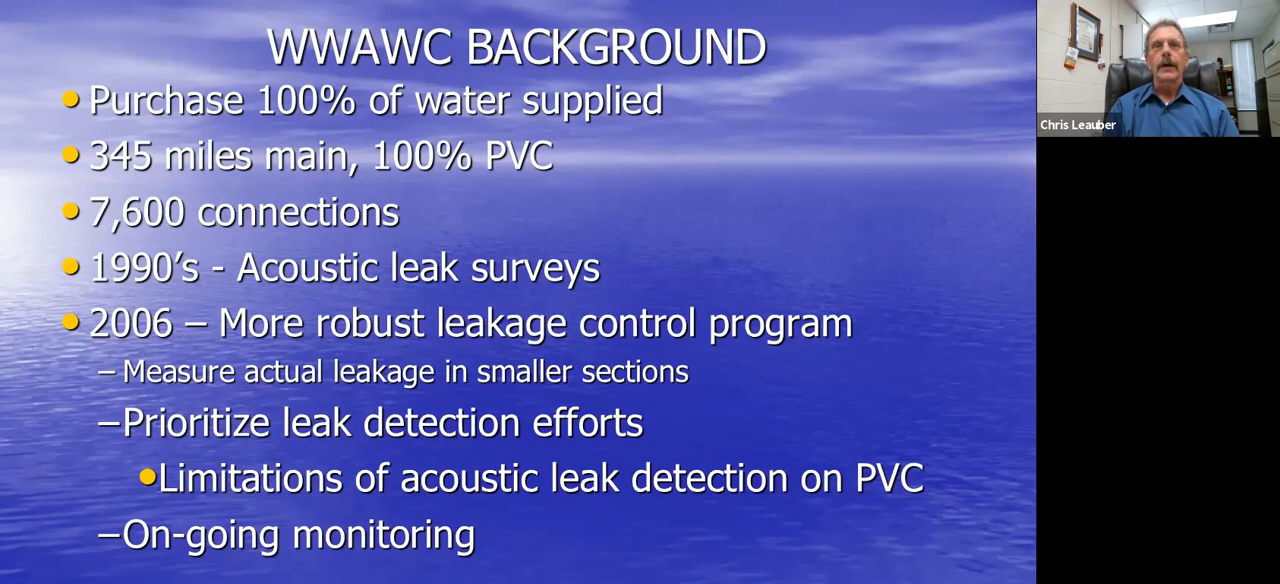 WWAWC BACKGROUND
• Purchase 100% of water supplied
• 345 miles main, 100% PVC
• 7,600 connections
• 1990’s - Acoustic leak surveys
• 2006 – More robust leakage control program
– Measure actual leakage in smaller sections
–Prioritize leak detection efforts
•Limitations of acoustic leak detection on PVC
–On-going monitoring
Chris Leauber